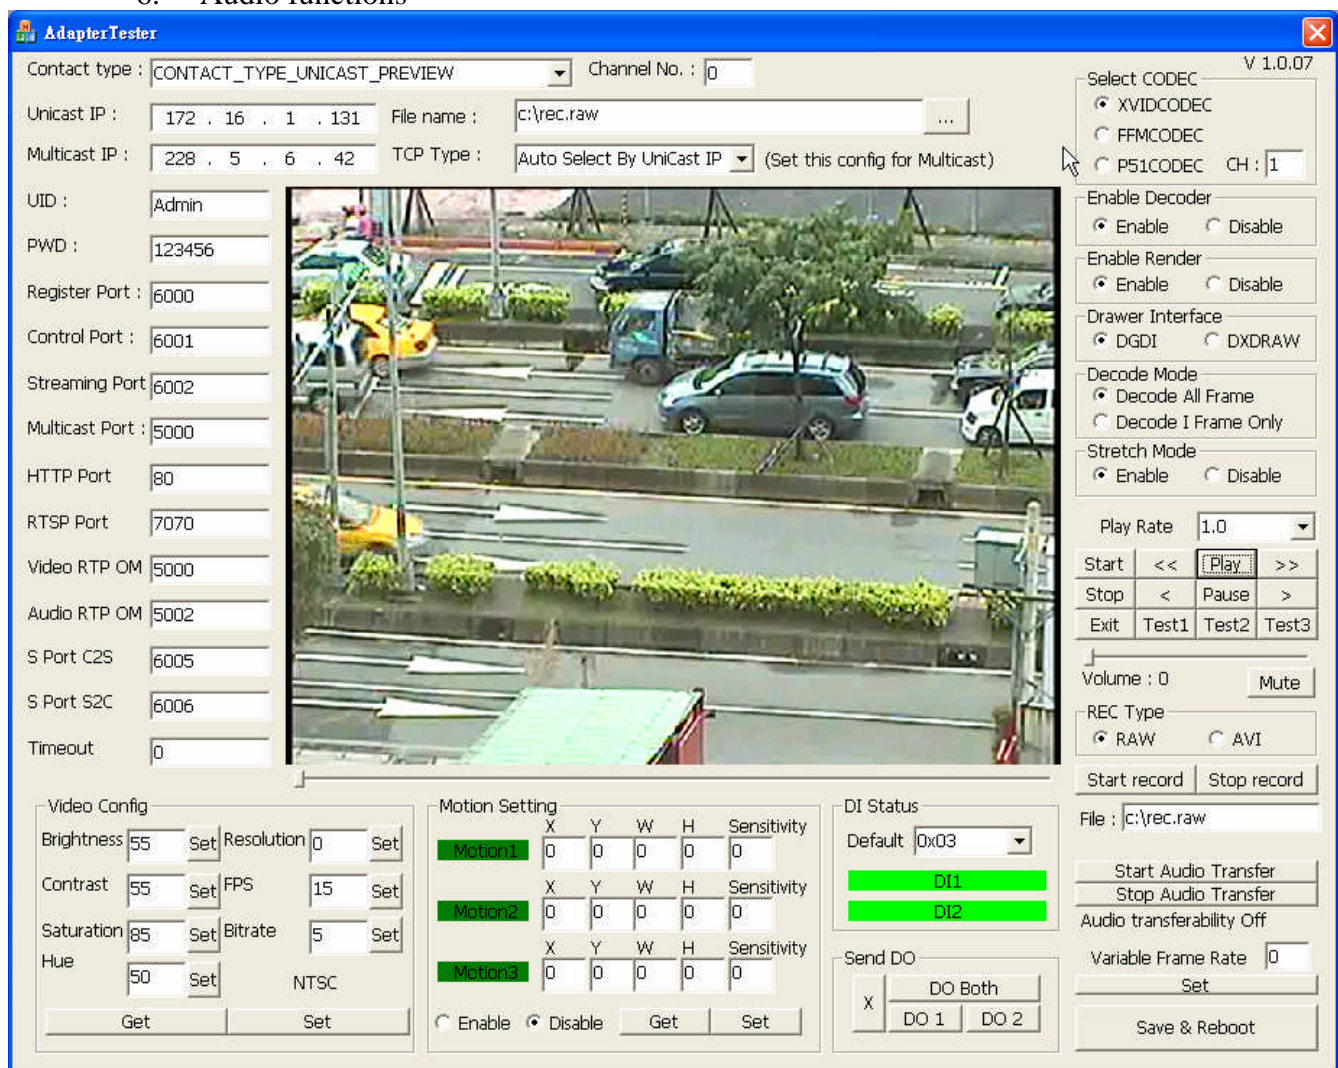 8. Audio functions
AdapterTester
V 1.0.07
Contact type : CONTACT_TYPE_UNICAST_PREVIEW Channel No. : 0
Unicast IP : 172 . 16 . 1 . 131 File name : c:\rec.raw ...
Multicast IP : 228 . 5 . 6 . 42 TCP Type : Auto Select By UniCast IP (Set this config for Multicast)
UID : Admin
PWD : 123456
Register Port : 6000
Control Port : 6001
Streaming Port 6002
Multicast Port : 5000
HTTP Port 80
RTSP Port 7070
Video RTP OM 5000
Audio RTP OM 5002
S Port C2S 6005
S Port S2C 6006
Timeout 0
Select CODEC
XVIDCODEC
FFMCODEC
P51CODEC CH : 1
Enable Decoder
Enable Disable
Enable Render
Enable Disable
Drawer Interface
DGDI DXDRAW
Decode Mode
Decode All Frame
Decode I Frame Only
Stretch Mode
Enable Disable
Play Rate 1.0
Start << Play >>
Stop < Pause >
Exit Test1 Test2 Test3
Volume : 0 Mute
REC Type
RAW AVI
Start record Stop record
File : c:\rec.raw
Start Audio Transfer
Stop Audio Transfer
Audio transferability Off
Variable Frame Rate 0
Set
Save & Reboot
Video Config
Brightness 55 Set Resolution 0 Set
Contrast 55 Set FPS 15 Set
Saturation 85 Set Bitrate 5 Set
Hue 50 Set NTSC
Get Set
Motion Setting
X Y W H Sensitivity
Motion1 0 0 0 0 0
X Y W H Sensitivity
Motion2 0 0 0 0 0
X Y W H Sensitivity
Motion3 0 0 0 0 0
Enable Disable Get Set
DI Status
Default 0x03
DI1
DI2
Send DO
X DO Both
DO 1 DO 2